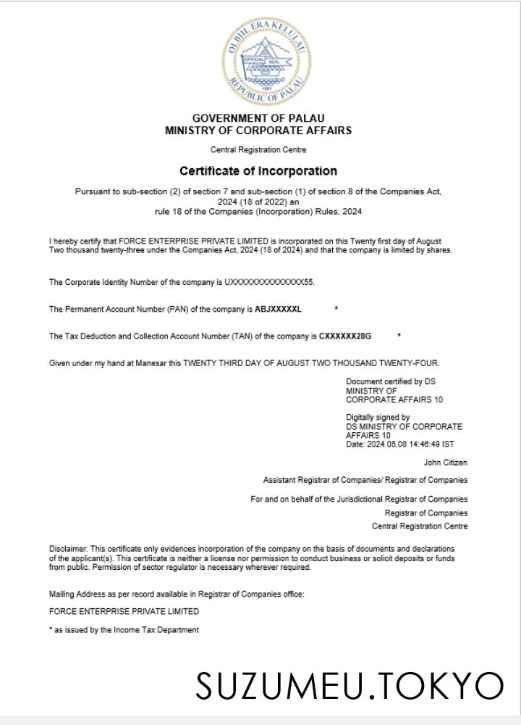 OLBIIL ERA KELULAU
OFFICIAL SEAL
1981
REPUBLIC OF PALAU
GOVERNMENT OF PALAU
MINISTRY OF CORPORATE AFFAIRS
Central Registration Centre
Certificate of Incorporation
Pursuant to sub-section (2) of section 7 and sub-section (1) of section 8 of the Companies Act,
2024 (18 of 2022) an
rule 18 of the Companies (Incorporation) Rules, 2024
I hereby certify that FORCE ENTERPRISE PRIVATE LIMITED is incorporated on this Twenty first day of August
Two thousand twenty-three under the Companies Act, 2024 (18 of 2024) and that the company is limited by shares.
The Corporate Identity Number of the company is UXXXXXXXXXXXXXX55.
The Permanent Account Number (PAN) of the company is ABJXXXXXL *
The Tax Deduction and Collection Account Number (TAN) of the company is CXXXXXX28G *
Given under my hand at Manesar this TWENTY THIRD DAY OF AUGUST TWO THOUSAND TWENTY-FOUR.
Document certified by DS
MINISTRY OF
CORPORATE AFFAIRS 10
Digitally signed by
DS MINISTRY OF CORPORATE
AFFAIRS 10
Date: 2024.05.08 14:46:49 IST
John Citizen
Assistant Registrar of Companies/ Registrar of Companies
For and on behalf of the Jurisdictional Registrar of Companies
Registrar of Companies
Central Registration Centre
Disclaimer: This certificate only evidences incorporation of the company on the basis of documents and declarations
of the applicant(s). This certificate is neither a license nor permission to conduct business or solicit deposits or funds
from public. Permission of sector regulator is necessary wherever required.
Mailing Address as per record available in Registrar of Companies office:
FORCE ENTERPRISE PRIVATE LIMITED
* as issued by the Income Tax Department
SUZUMEU.TOKYO